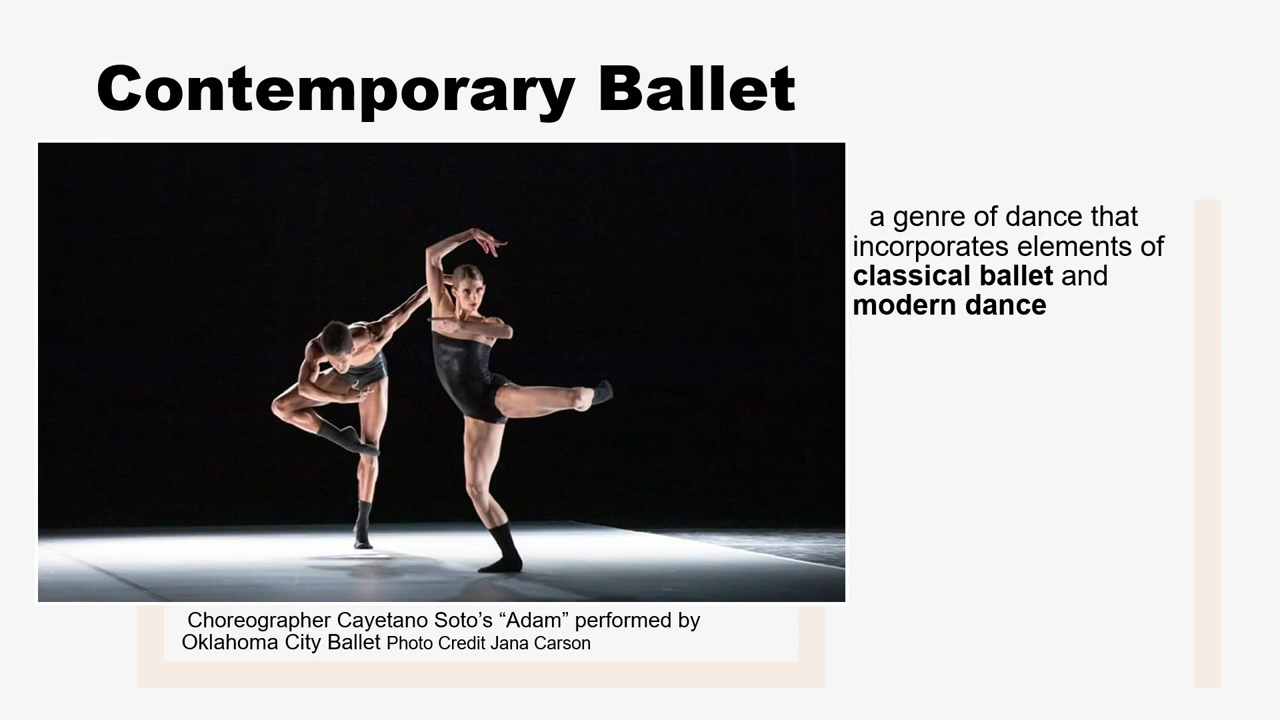 Contemporary Ballet
a genre of dance that
incorporates elements of
classical ballet and
modern dance
Choreographer Cayetano Soto’s “Adam” performed by
Oklahoma City Ballet Photo Credit Jana Carson